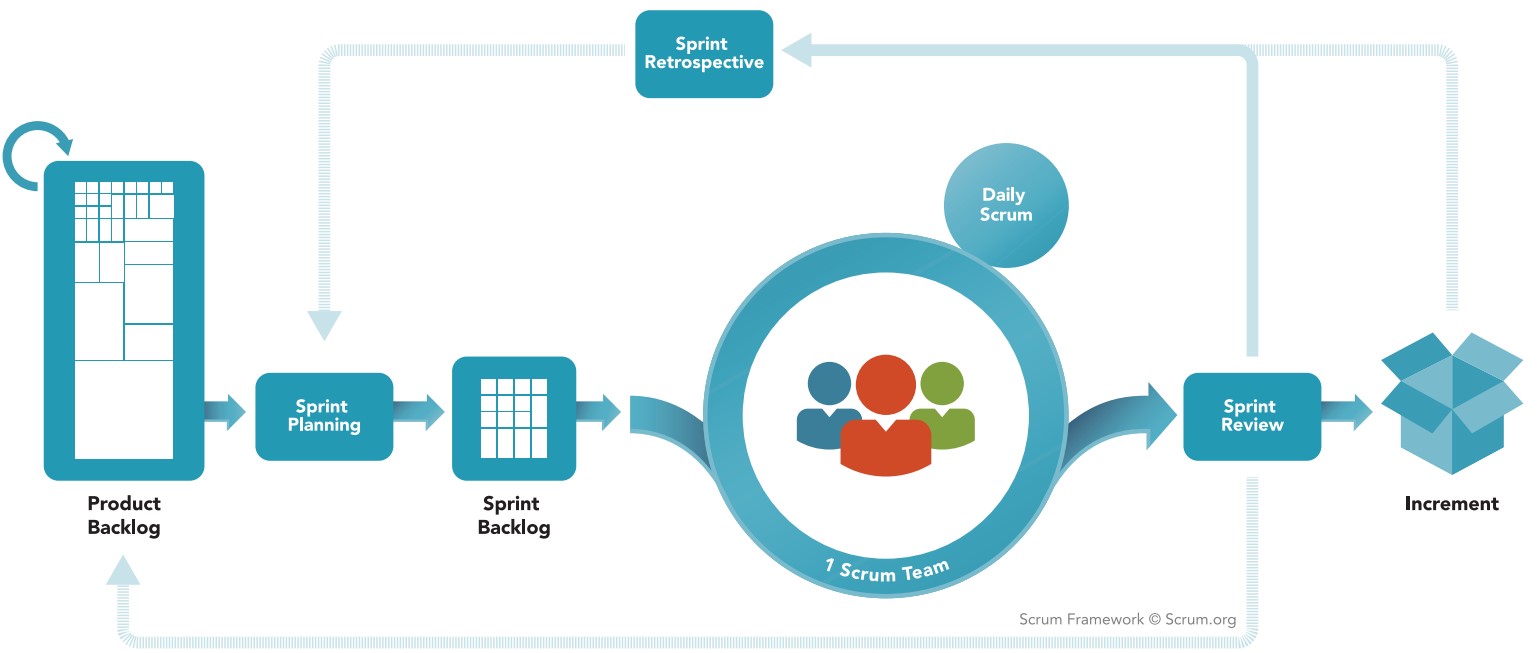 Sprint
Retrospective
Daily
Scrum
Sprint
Planning
Sprint
Review
Product
Backlog
Sprint
Backlog
Increment
1 Scrum Team
Scrum Framework © Scrum.org